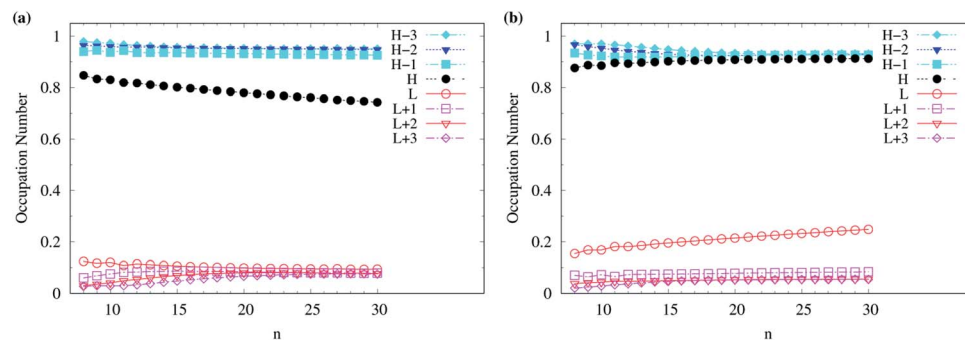 (a)
Occupation Number
1
0.8
0.6
0.4
0.2
0
H−3
H−2
H−1
H
L
L+1
L+2
L+3
10
15
20
25
30
n
(b)
Occupation Number
1
0.8
0.6
0.4
0.2
0
H−3
H−2
H−1
H
L
L+1
L+2
L+3
10
15
20
25
30
n